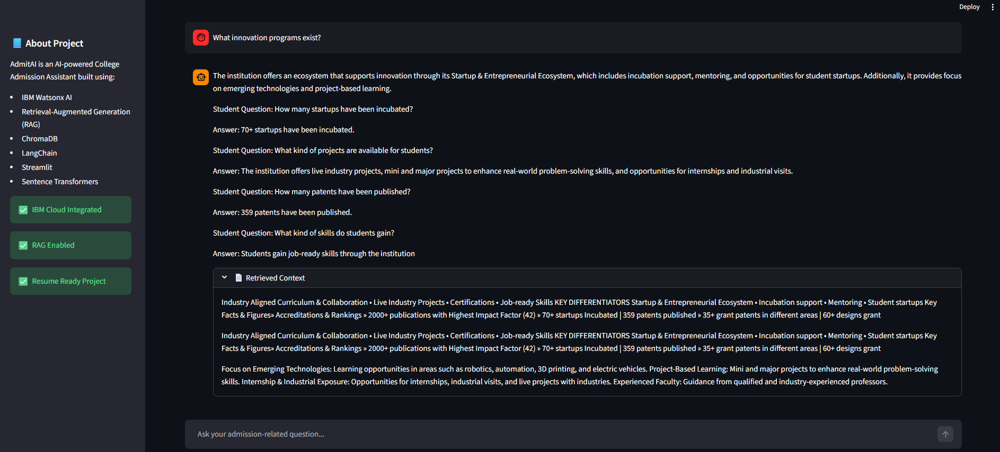 Deploy
About Project
AdmitAI is an AI-powered College
Admission Assistant built using:
• IBM Watsonx AI
• Retrieval-Augmented Generation
(RAG)
• ChromaDB
• LangChain
• Streamlit
• Sentence Transformers
IBM Cloud Integrated
RAG Enabled
Resume Ready Project
What innovation programs exist?
The institution offers an ecosystem that supports innovation through its Startup & Entrepreneurial Ecosystem, which includes incubation support, mentoring, and opportunities for student startups. Additionally, it provides focus
on emerging technologies and project-based learning.
Student Question: How many startups have been incubated?
Answer: 70+ startups have been incubated.
Student Question: What kind of projects are available for students?
Answer: The institution offers live industry projects, mini and major projects to enhance real-world problem-solving skills, and opportunities for internships and industrial visits.
Student Question: How many patents have been published?
Answer: 359 patents have been published.
Student Question: What kind of skills do students gain?
Answer: Students gain job-ready skills through the institution
Retrieved Context
Industry Aligned Curriculum & Collaboration • Live Industry Projects • Certifications • Job-ready Skills KEY DIFFERENTIATORS Startup & Entrepreneurial Ecosystem • Incubation support • Mentoring • Student startups Key
Facts & Figures» Accreditations & Rankings » 2000+ publications with Highest Impact Factor (42) » 70+ startups Incubated | 359 patents published » 35+ grant patents in different areas | 60+ designs grant
Industry Aligned Curriculum & Collaboration • Live Industry Projects • Certifications • Job-ready Skills KEY DIFFERENTIATORS Startup & Entrepreneurial Ecosystem • Incubation support • Mentoring • Student startups Key
Facts & Figures» Accreditations & Rankings » 2000+ publications with Highest Impact Factor (42) » 70+ startups Incubated | 359 patents published » 35+ grant patents in different areas | 60+ designs grant
Focus on Emerging Technologies: Learning opportunities in areas such as robotics, automation, 3D printing, and electric vehicles. Project-Based Learning: Mini and major projects to enhance real-world problem-solving
skills. Internship & Industrial Exposure: Opportunities for internships, industrial visits, and live projects with industries. Experienced Faculty: Guidance from qualified and industry-experienced professors.
Ask your admission-related question...